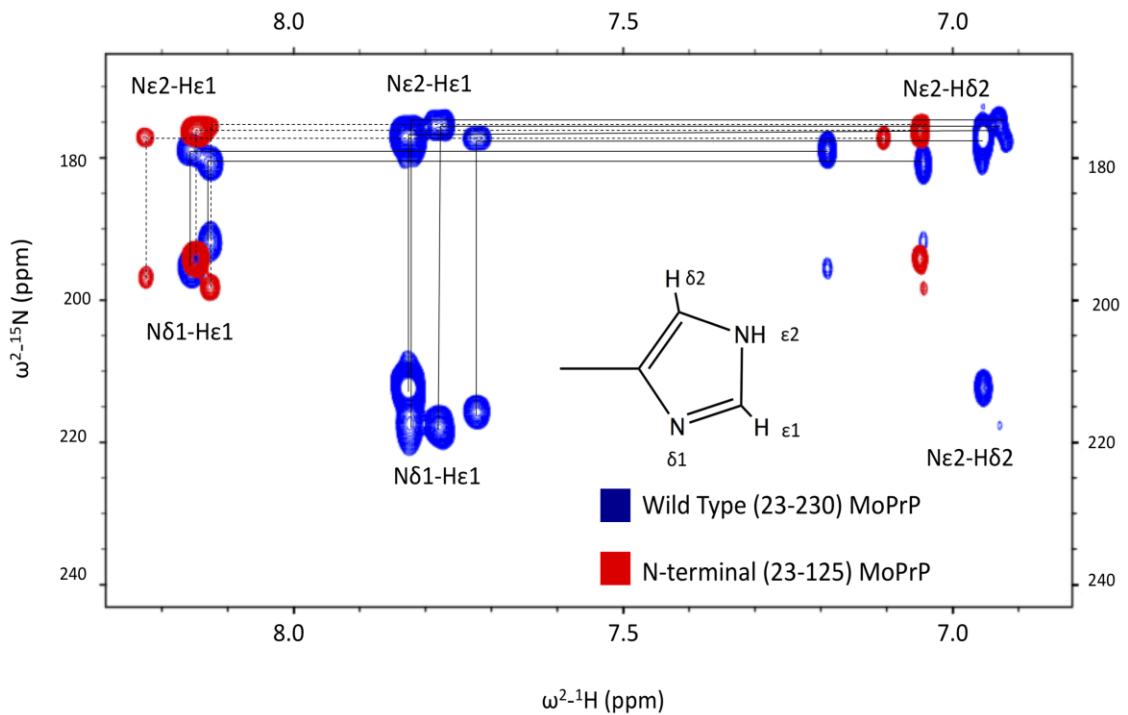 8.0 7.5 7.0
Nε2-Hε1 Nε2-Hε1 Nε2-Hδ2
180 180
200 200
Nδ1-Hε1
H δ2
NH ε2
N
δ1
H ε1
220 220
Nδ1-Hε1 Nε2-Hδ2
Wild Type (23-230) MoPrP
N-terminal (23-125) MoPrP
240 240
8.0 7.5 7.0
ω²-¹⁵N (ppm)
ω²-¹H (ppm)